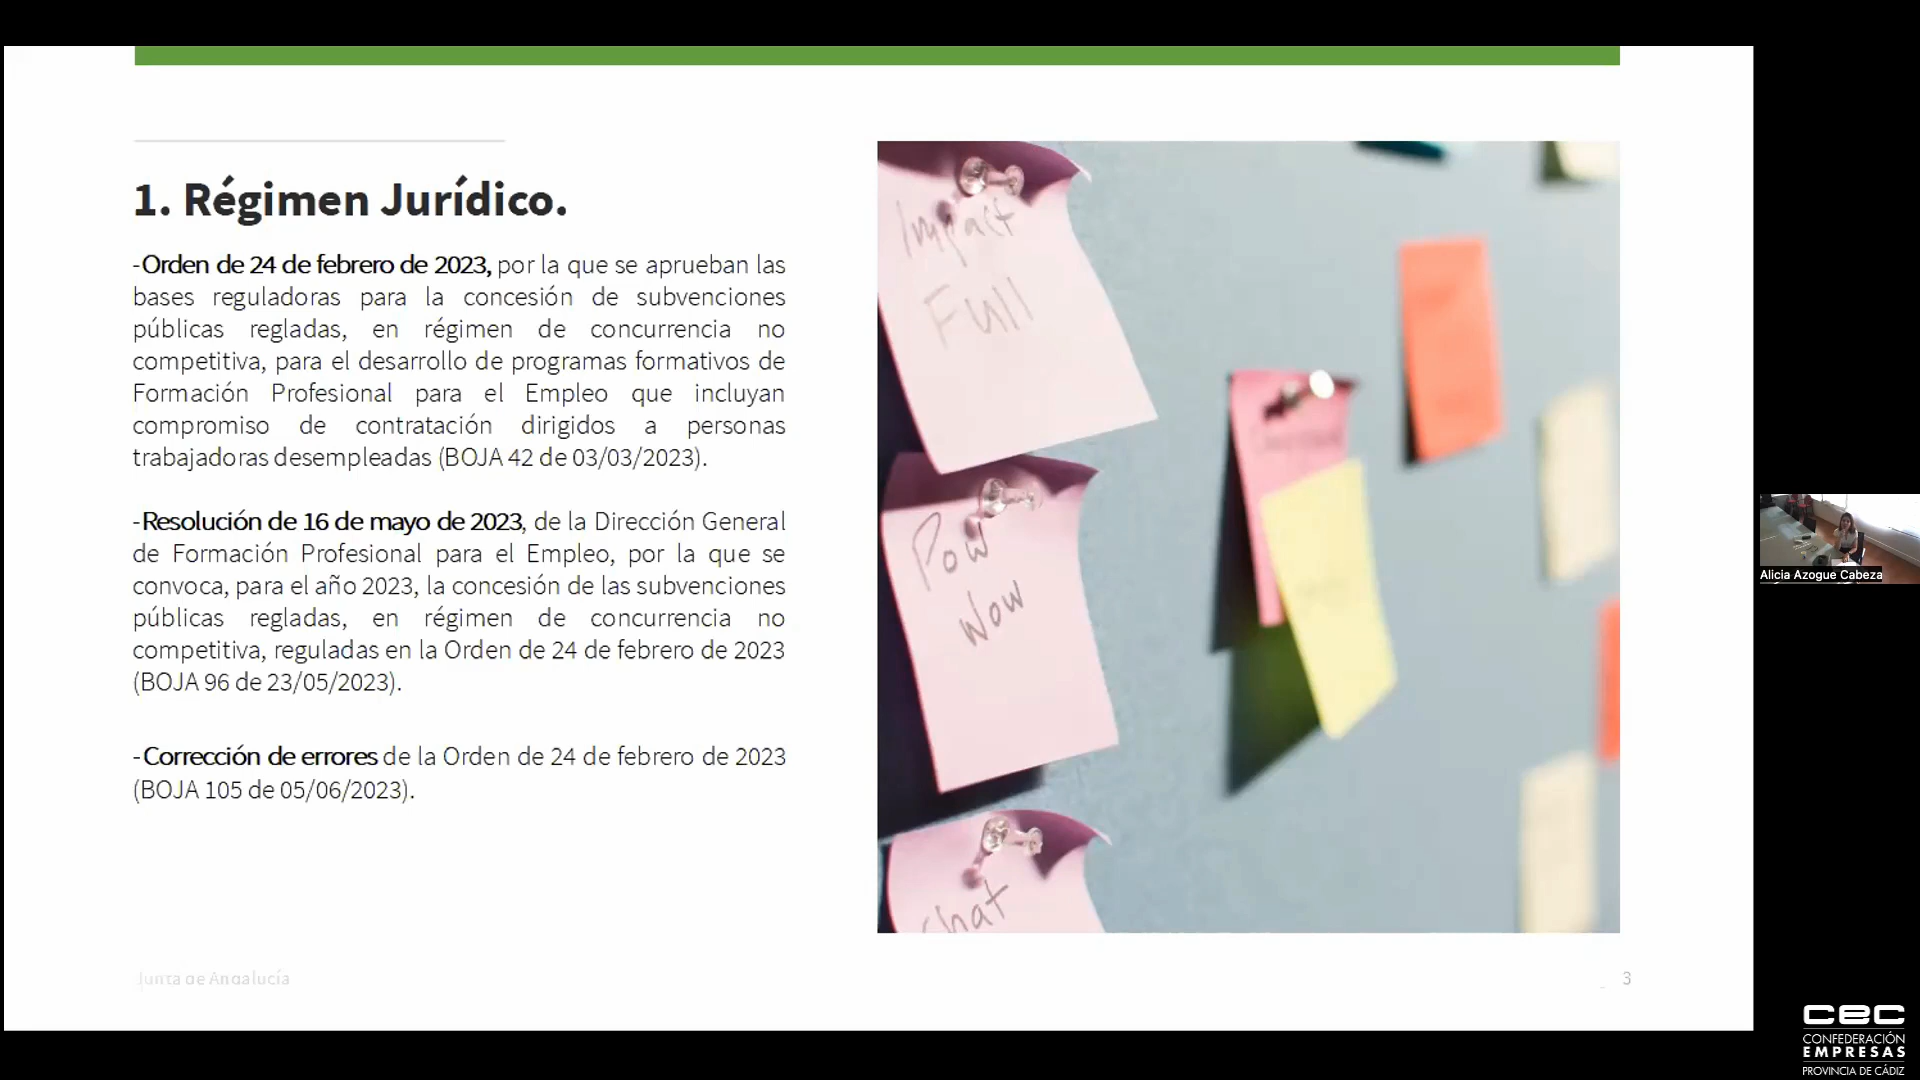 1. Régimen Jurídico.
-Orden de 24 de febrero de 2023, por la que se aprueban las
bases reguladoras para la concesión de subvenciones
públicas regladas, en régimen de concurrencia no
competitiva, para el desarrollo de programas formativos de
Formación Profesional para el Empleo que incluyan
compromiso de contratación dirigidos a personas
trabajadoras desempleadas (BOJA 42 de 03/03/2023).
-Resolución de 16 de mayo de 2023, de la Dirección General
de Formación Profesional para el Empleo, por la que se
convoca, para el año 2023, la concesión de las subvenciones
públicas regladas, en régimen de concurrencia no
competitiva, reguladas en la Orden de 24 de febrero de 2023
(BOJA 96 de 23/05/2023).
-Corrección de errores de la Orden de 24 de febrero de 2023
(BOJA 105 de 05/06/2023).
Junta de Andalucía
3
Impact
Full
Pow
Wow
Chat
Alicia Azogue Cabeza
cec
CONFEDERACIÓN
EMPRESAS
PROVINCIA DE CÁDIZ